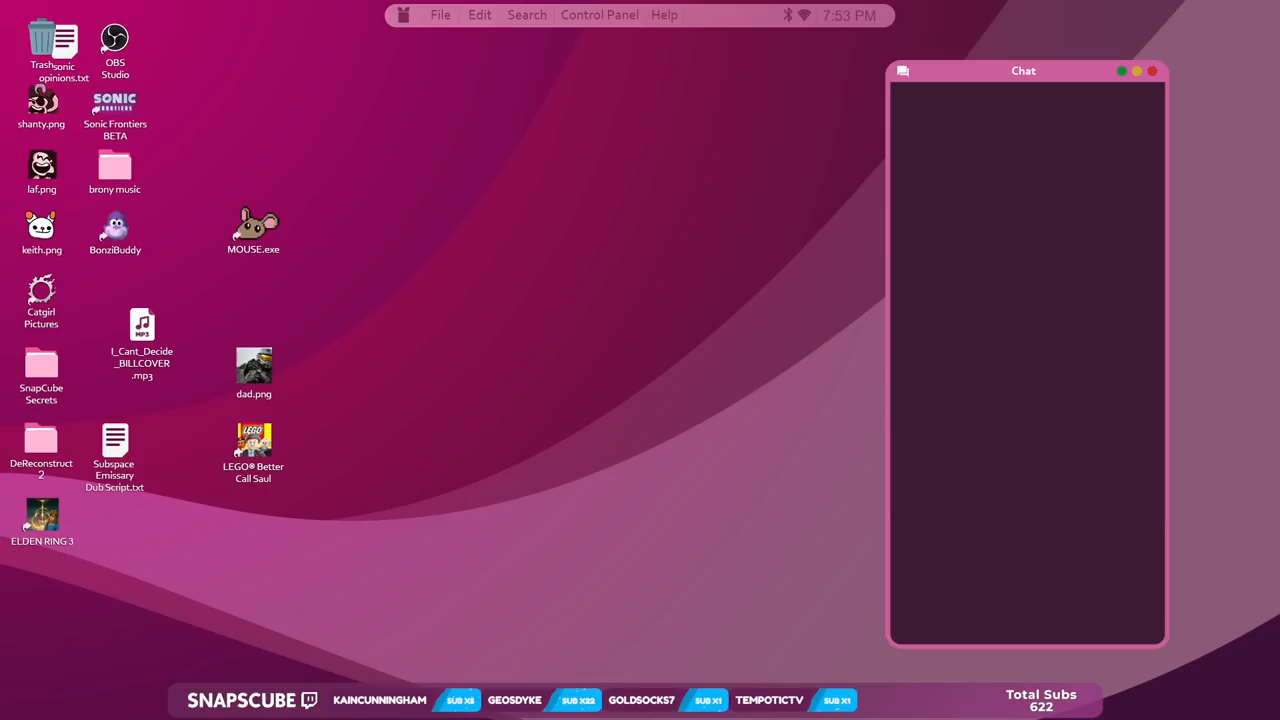 File Edit Search Control Panel Help 7:53 PM
Trash
sonic
opinions.txt
OBS
Studio
shanty.png
SONIC
FRONTIERS
Sonic Frontiers
BETA
laf.png
brony music
keith.png
BonziBuddy
MOUSE.exe
Catgirl
Pictures
MP3
I_Cant_Decide
_BILLCOVER
.mp3
dad.png
SnapCube
Secrets
DeReconstruct
2
Subspace
Emissary
Dub Script.txt
LEGO
LEGO® Better
Call Saul
ELDEN RING 3
Chat
SNAPSCUBE KAINCUNNINGHAM SUB X5 GEOSDYKE SUB X22 GOLDSOCKS7 SUB X1 TEMPOTICTV SUB X1
Total Subs
622